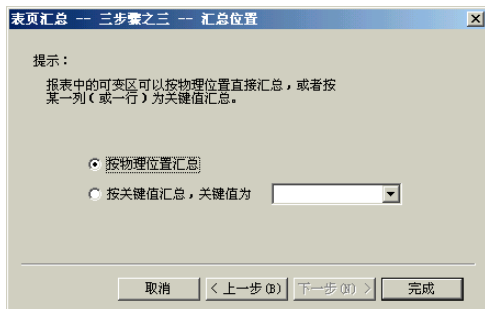 表页汇总 -- 三步骤之三 -- 汇总位置
提示：
报表中的可变区可以按物理位置直接汇总，或者按
某一列(或一行)为关键值汇总。
按物理位置汇总
按关键值汇总，关键值为
取消 < 上一步(B) 下一步(N) > 完成